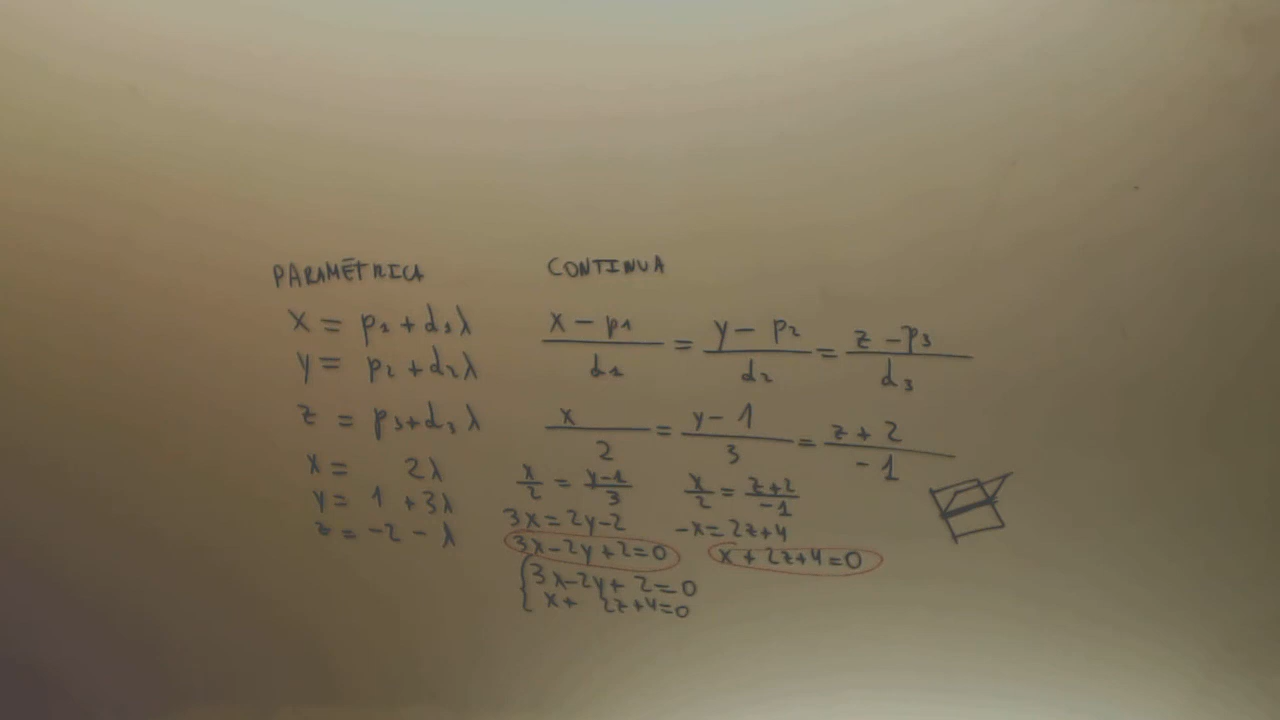 PARAMÉTRICA
x = p₁ + d₁λ
y = p₂ + d₂λ
z = p₃ + d₃λ
x = 2λ
y = 1 + 3λ
z = -2 - λ
CONTINUA
(x - p₁)/d₁ = (y - p₂)/d₂ = (z - p₃)/d₃
x/2 = (y - 1)/3 = (z + 2)/-1
x/2 = (y-1)/3
3x = 2y - 2
3x - 2y + 2 = 0
x/2 = (z+2)/-1
-x = 2z + 4
x + 2z + 4 = 0
{3x - 2y + 2 = 0
x + 2z + 4 = 0